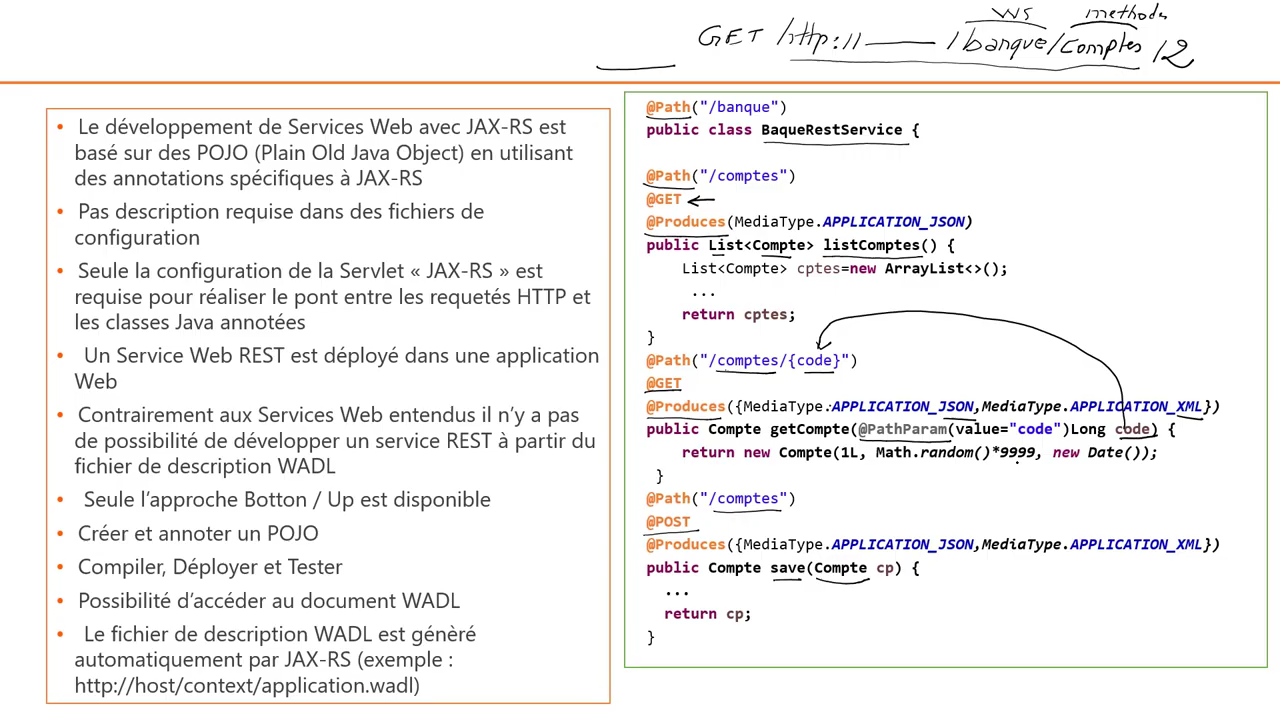 WS methode
GET http:// /banque/Comptes /2
• Le développement de Services Web avec JAX-RS est
basé sur des POJO (Plain Old Java Object) en utilisant
des annotations spécifiques à JAX-RS
• Pas description requise dans des fichiers de
configuration
• Seule la configuration de la Servlet « JAX-RS » est
requise pour réaliser le pont entre les requetés HTTP et
les classes Java annotées
• Un Service Web REST est déployé dans une application
Web
• Contrairement aux Services Web entendus il n’y a pas
de possibilité de développer un service REST à partir du
fichier de description WADL
• Seule l’approche Botton / Up est disponible
• Créer et annoter un POJO
• Compiler, Déployer et Tester
• Possibilité d’accéder au document WADL
• Le fichier de description WADL est génèré
automatiquement par JAX-RS (exemple :
http://host/context/application.wadl)
@Path("/banque")
public class BaqueRestService {
@Path("/comptes")
@GET
@Produces(MediaType.APPLICATION_JSON)
public List<Compte> listComptes() {
List<Compte> cptes=new ArrayList<>();
...
return cptes;
}
@Path("/comptes/{code}")
@GET
@Produces({MediaType.APPLICATION_JSON,MediaType.APPLICATION_XML})
public Compte getCompte(@PathParam(value="code")Long code) {
return new Compte(1L, Math.random()*9999, new Date());
}
@Path("/comptes")
@POST
@Produces({MediaType.APPLICATION_JSON,MediaType.APPLICATION_XML})
public Compte save(Compte cp) {
...
return cp;
}